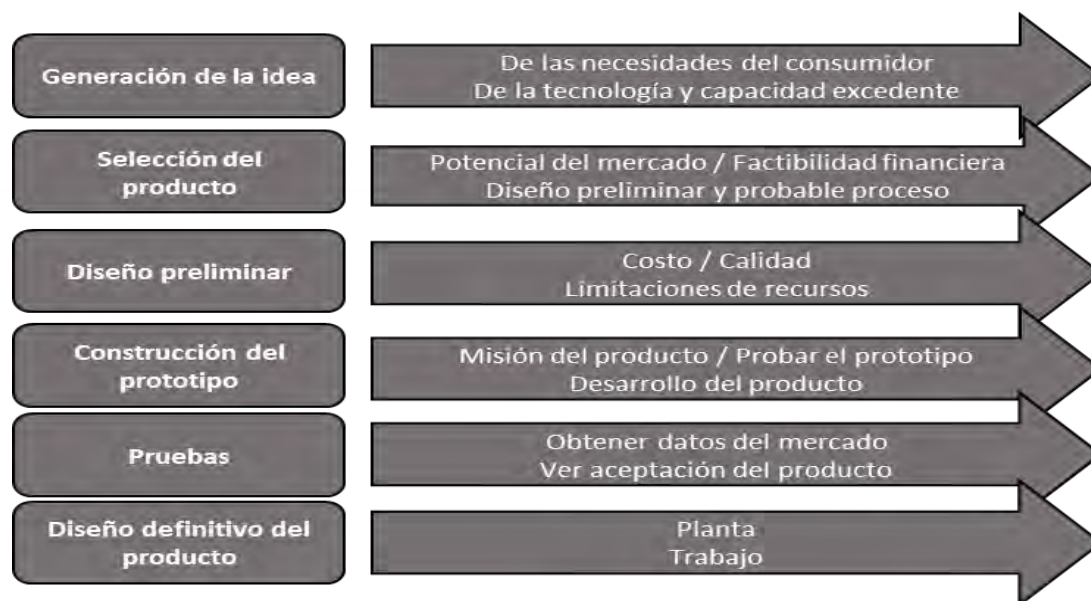 Generación de la idea
De las necesidades del consumidor
De la tecnología y capacidad excedente
Selección del
producto
Potencial del mercado / Factibilidad financiera
Diseño preliminar y probable proceso
Diseño preliminar
Costo / Calidad
Limitaciones de recursos
Construcción del
prototipo
Misión del producto / Probar el prototipo
Desarrollo del producto
Pruebas
Obtener datos del mercado
Ver aceptación del producto
Diseño definitivo del
producto
Planta
Trabajo